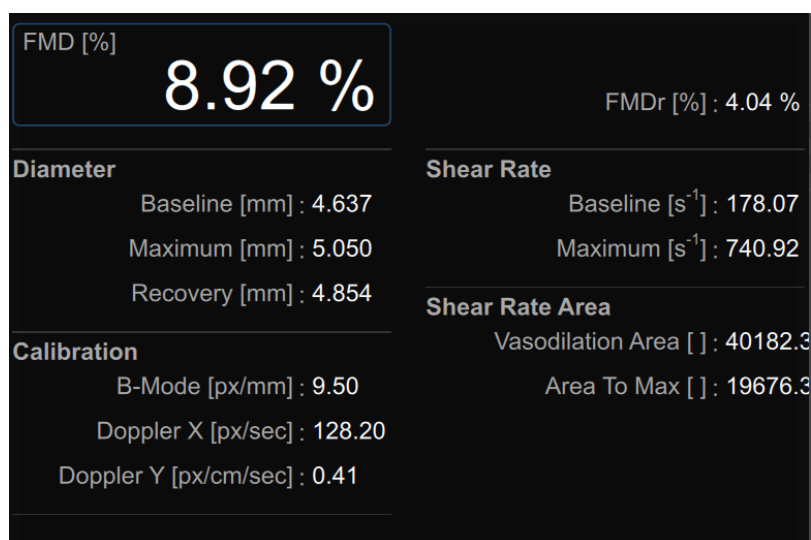 FMD [%]
8.92 %
FMDr [%] : 4.04 %
Diameter
Baseline [mm] : 4.637
Maximum [mm] : 5.050
Recovery [mm] : 4.854
Calibration
B-Mode [px/mm] : 9.50
Doppler X [px/sec] : 128.20
Doppler Y [px/cm/sec] : 0.41
Shear Rate
Baseline [s⁻¹] : 178.07
Maximum [s⁻¹] : 740.92
Shear Rate Area
Vasodilation Area [ ] : 40182.3
Area To Max [ ] : 19676.3